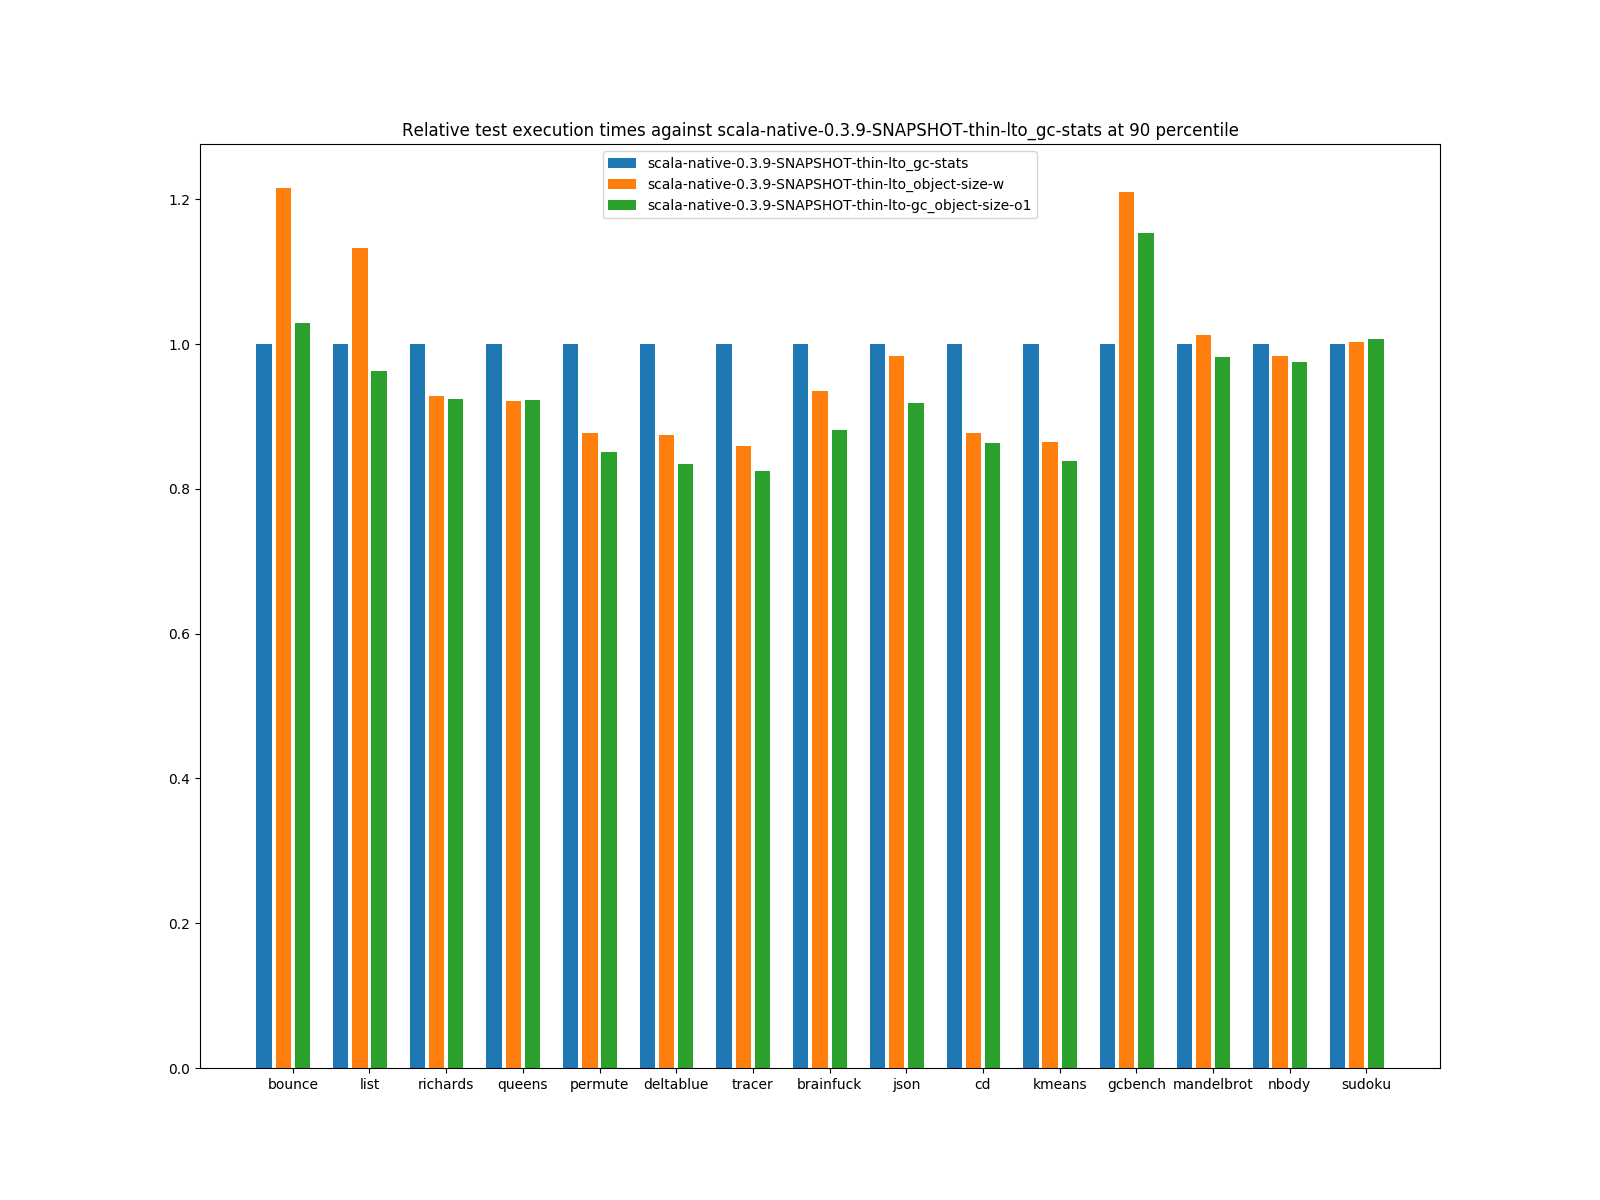 Relative test execution times against scala-native-0.3.9-SNAPSHOT-thin-lto_gc-stats at 90 percentile
scala-native-0.3.9-SNAPSHOT-thin-lto_gc-stats
scala-native-0.3.9-SNAPSHOT-thin-lto_object-size-w
scala-native-0.3.9-SNAPSHOT-thin-lto-gc_object-size-o1
1.2
1.0
0.8
0.6
0.4
0.2
0.0
bounce list richards queens permute deltablue tracer brainfuck json cd kmeans gcbench mandelbrot nbody sudoku